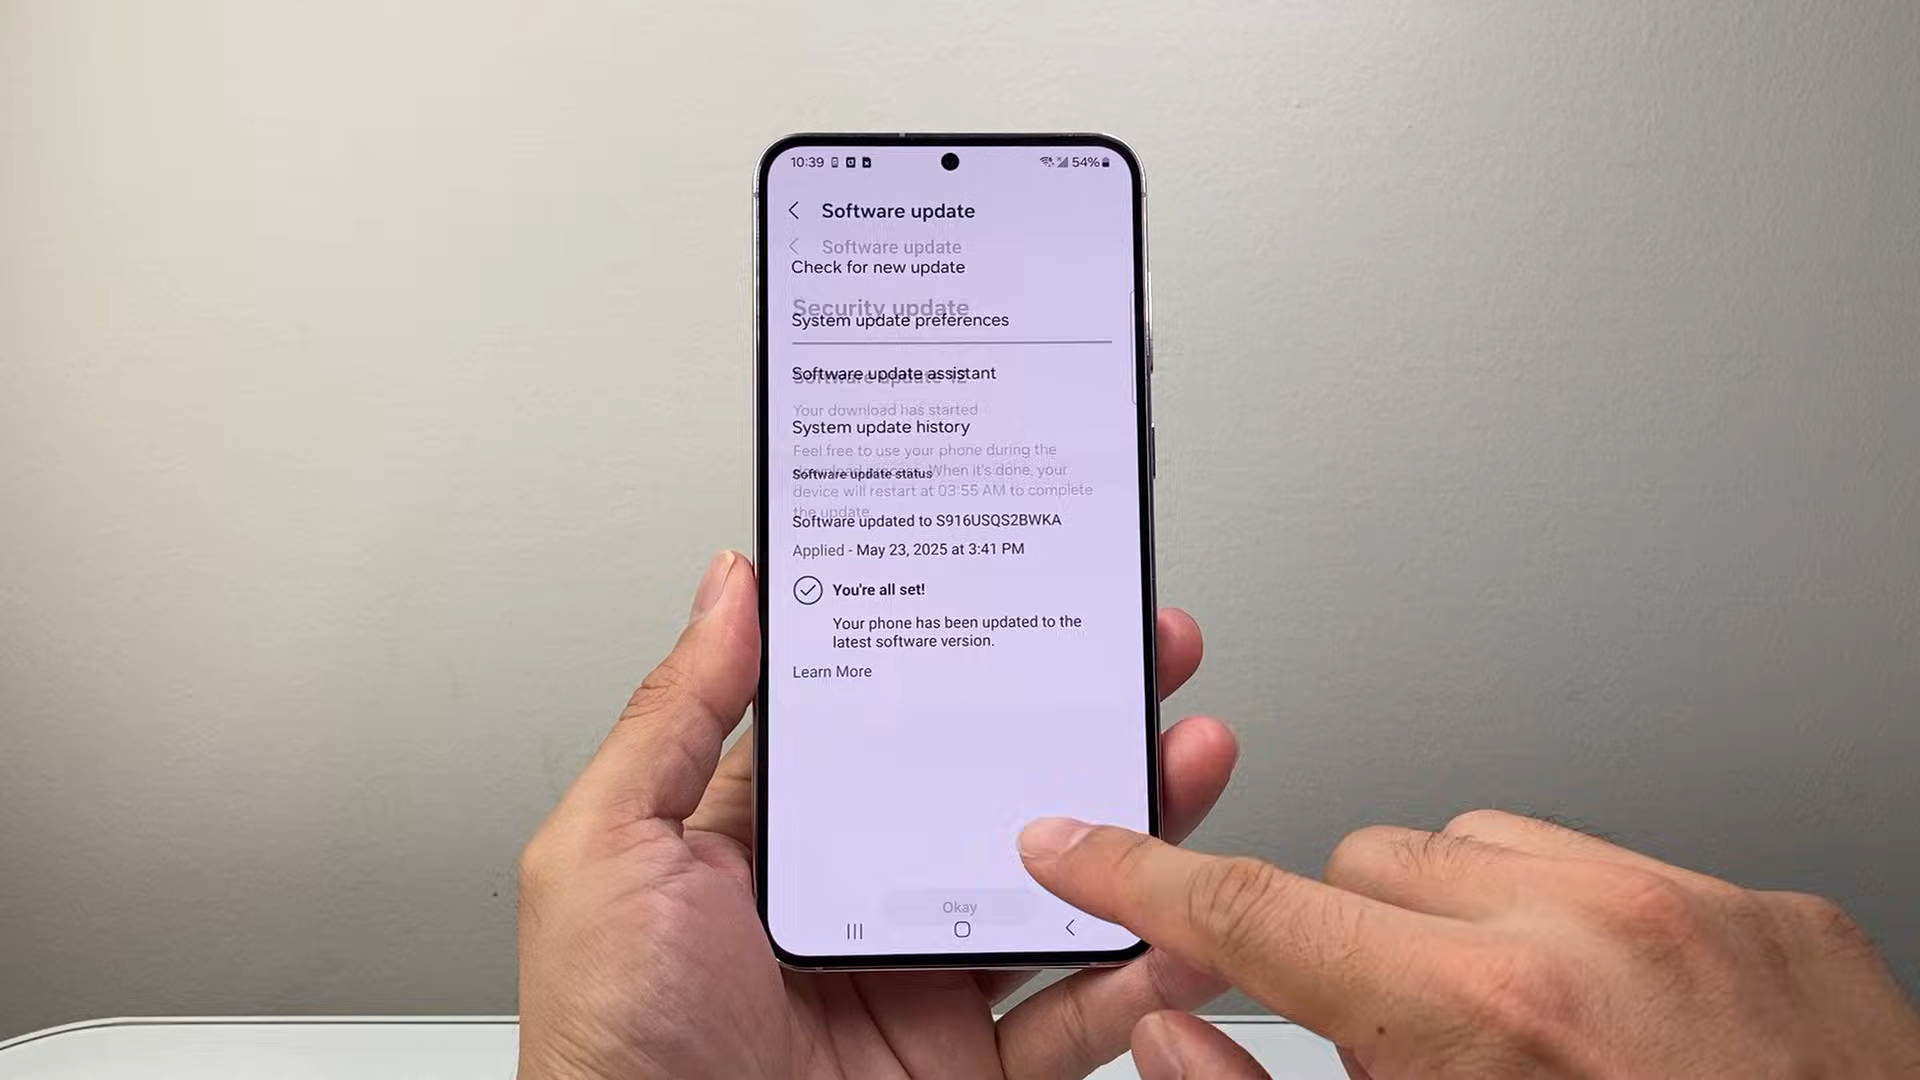 10:39 54%
Software update
Software update
Check for new update
Security update
System update preferences
Software update assistant
Your download has started
System update history
Feel free to use your phone during the
When it's done, your
Software update status
device will restart at 03:55 AM to complete
the update
Software updated to S916USQS2BWKA
Applied - May 23, 2025 at 3:41 PM
You're all set!
Your phone has been updated to the
latest software version.
Learn More
Okay